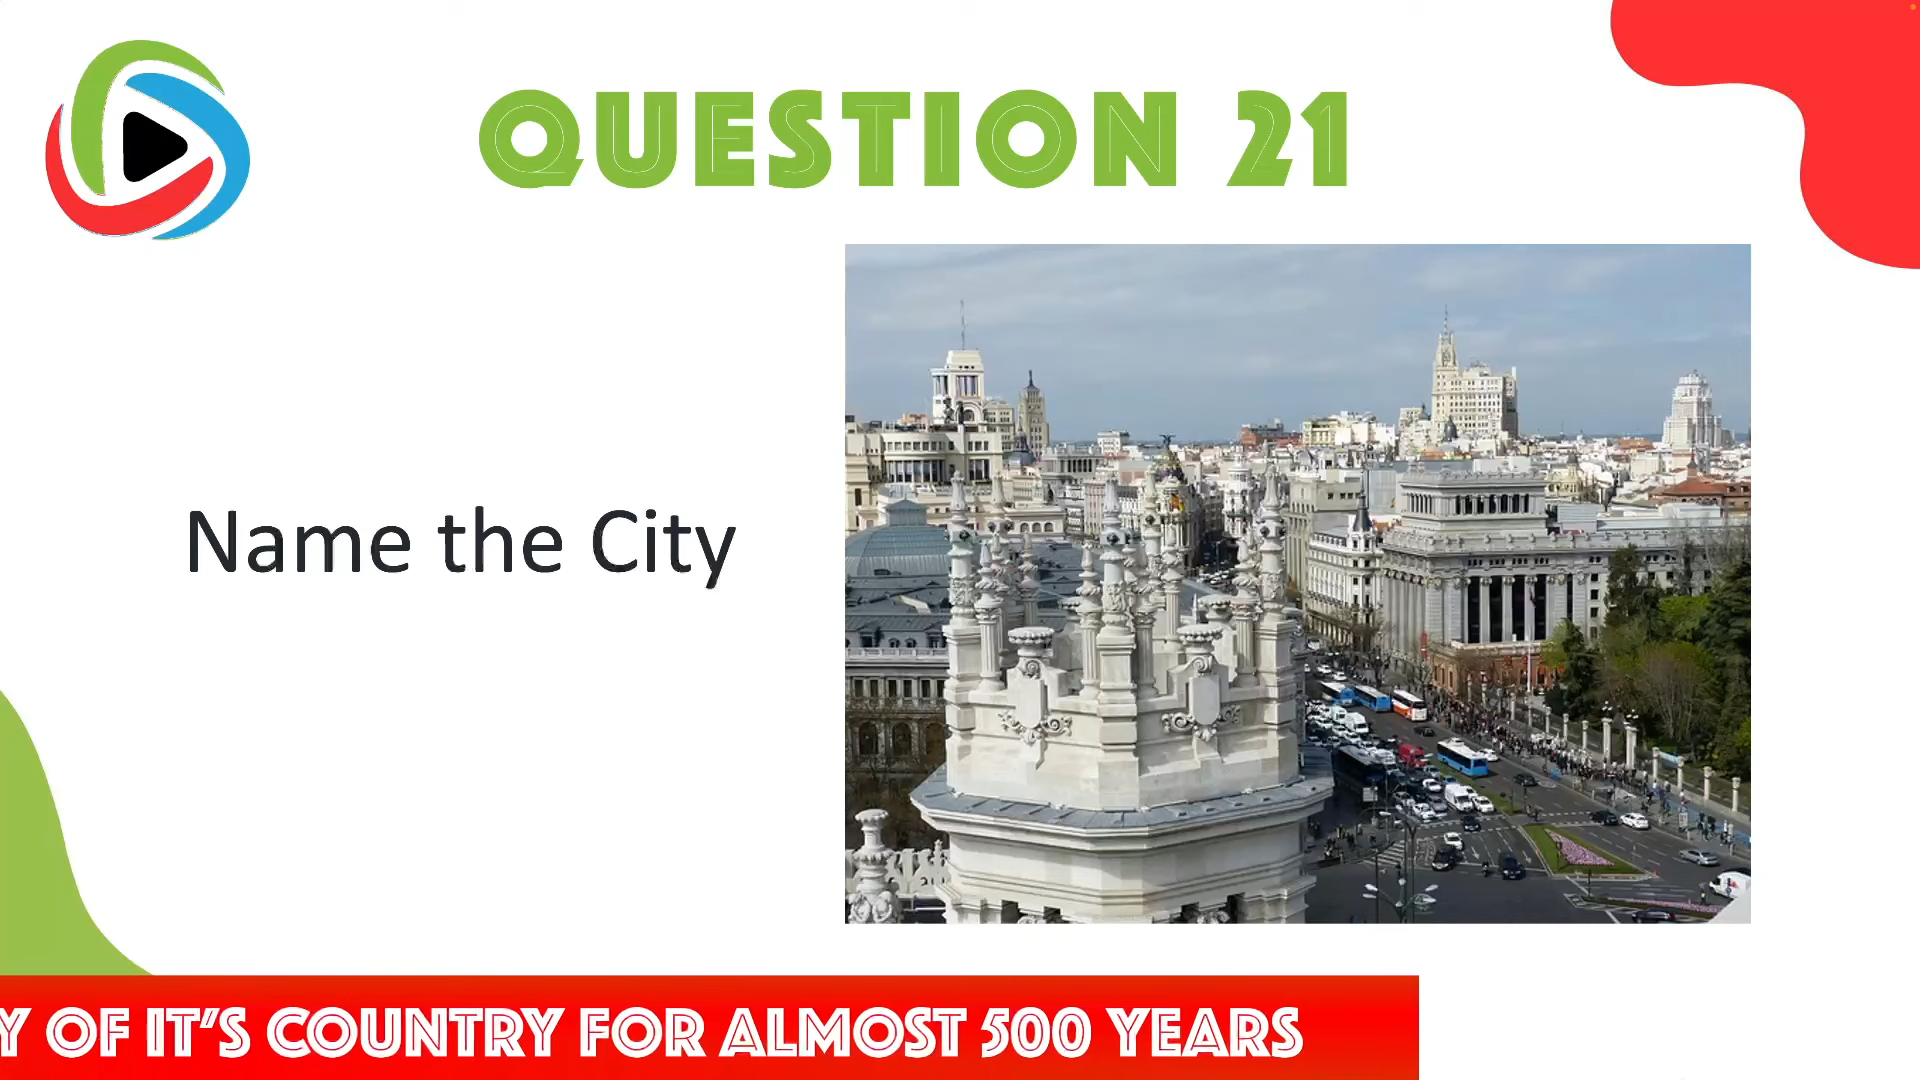 QUESTION 21
Name the City
Y OF IT'S COUNTRY FOR ALMOST 500 YEARS